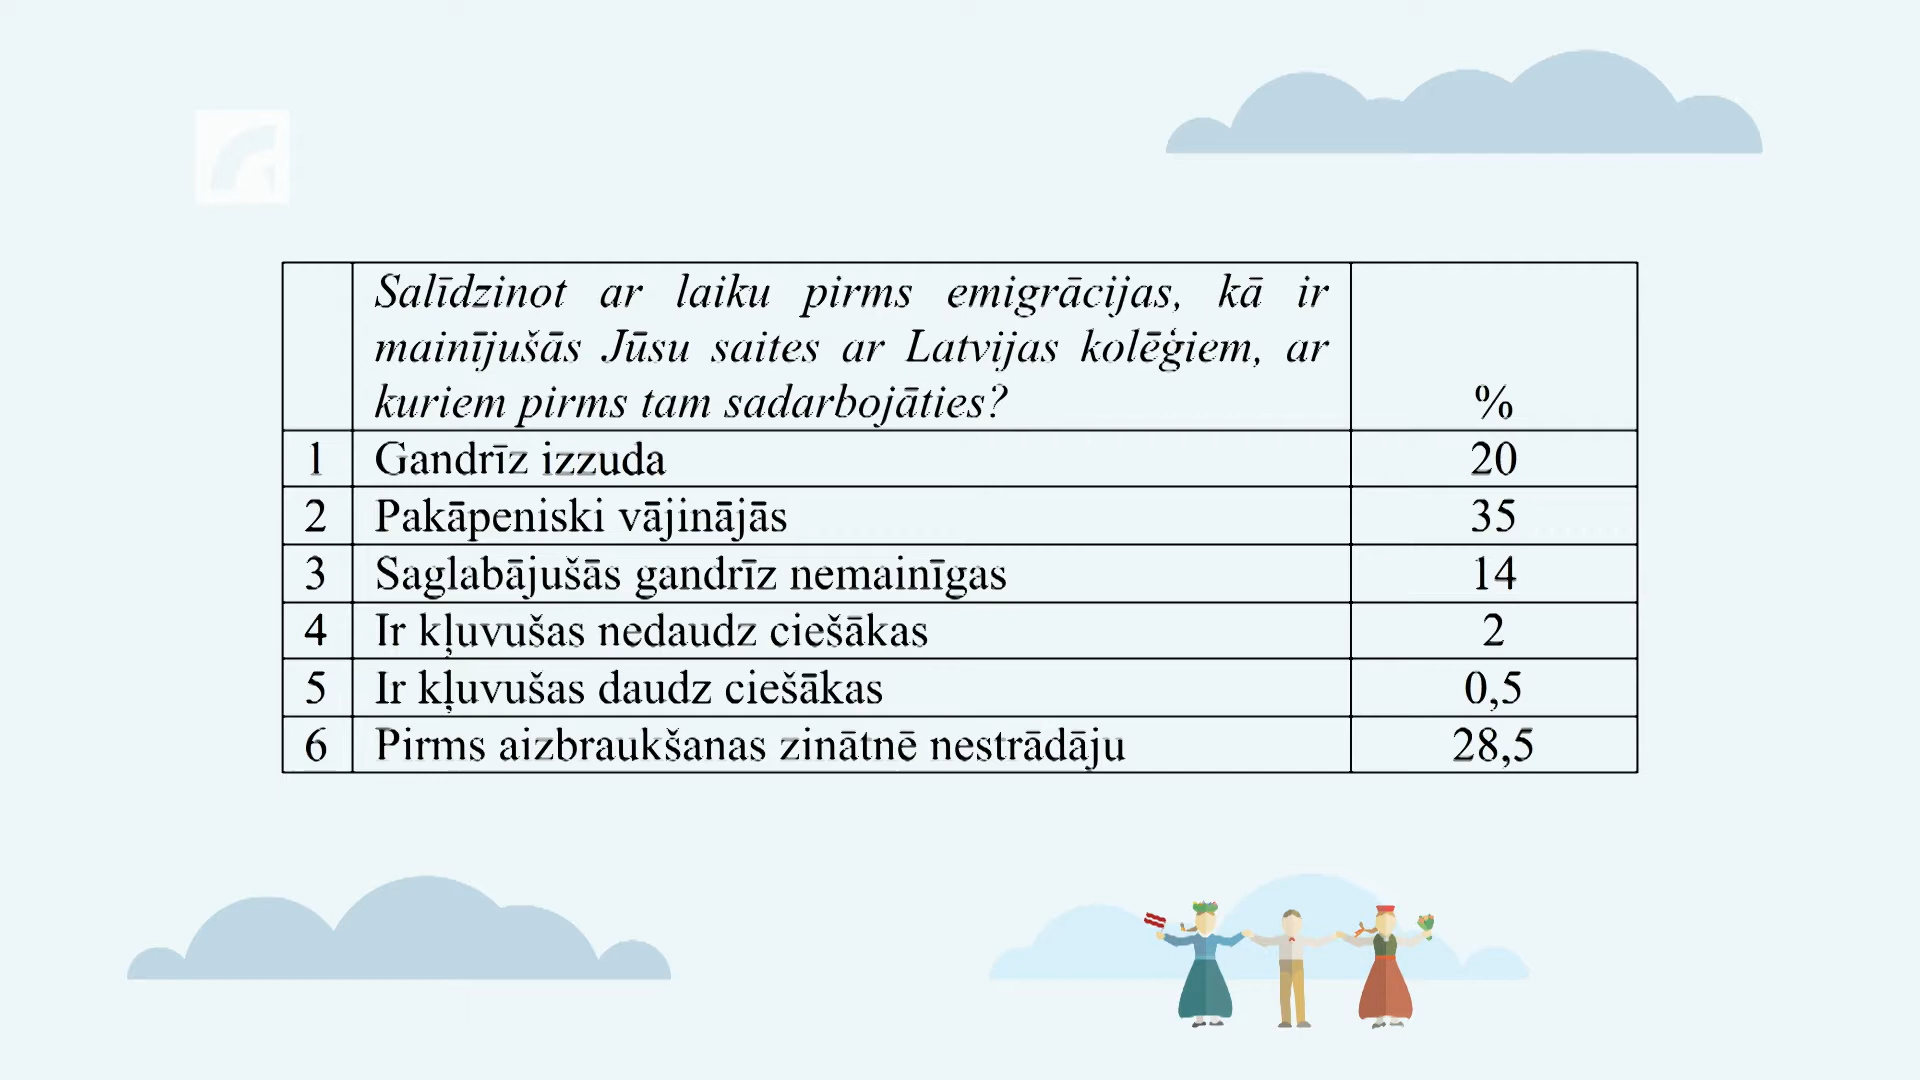 Salīdzinot ar laiku pirms emigrācijas, kā ir
mainījušās Jūsu saites ar Latvijas kolēģiem, ar
kuriem pirms tam sadarbojāties? %
1 Gandrīz izzuda 20
2 Pakāpeniski vājinājās 35
3 Saglabājušās gandrīz nemainīgas 14
4 Ir kļuvušas nedaudz ciešākas 2
5 Ir kļuvušas daudz ciešākas 0,5
6 Pirms aizbraukšanas zinātnē nestrādāju 28,5